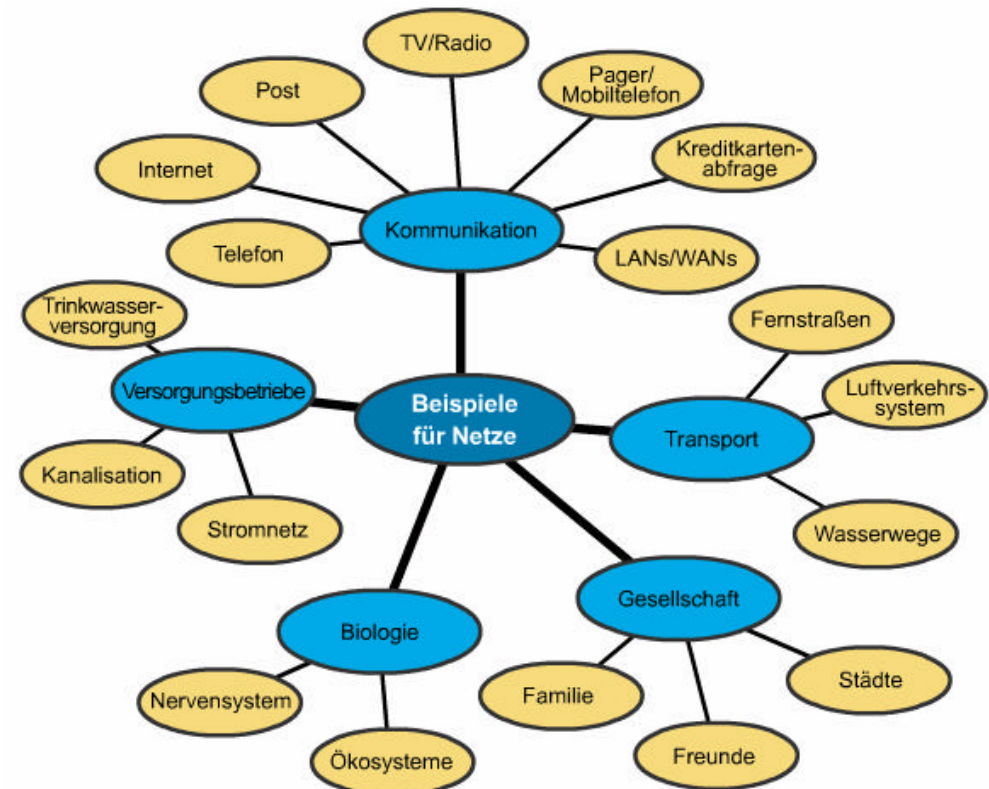 TV/Radio
Post
Pager/
Mobiltelefon
Internet
Kreditkarten-
abfrage
Kommunikation
Telefon
LANs/WANs
Trinkwasser-
versorgung
Fernstraßen
Versorgungsbetriebe
Luftverkehrs-
system
Beispiele
für Netze
Transport
Kanalisation
Stromnetz
Wasserwege
Gesellschaft
Biologie
Städte
Familie
Nervensystem
Freunde
Ökosysteme